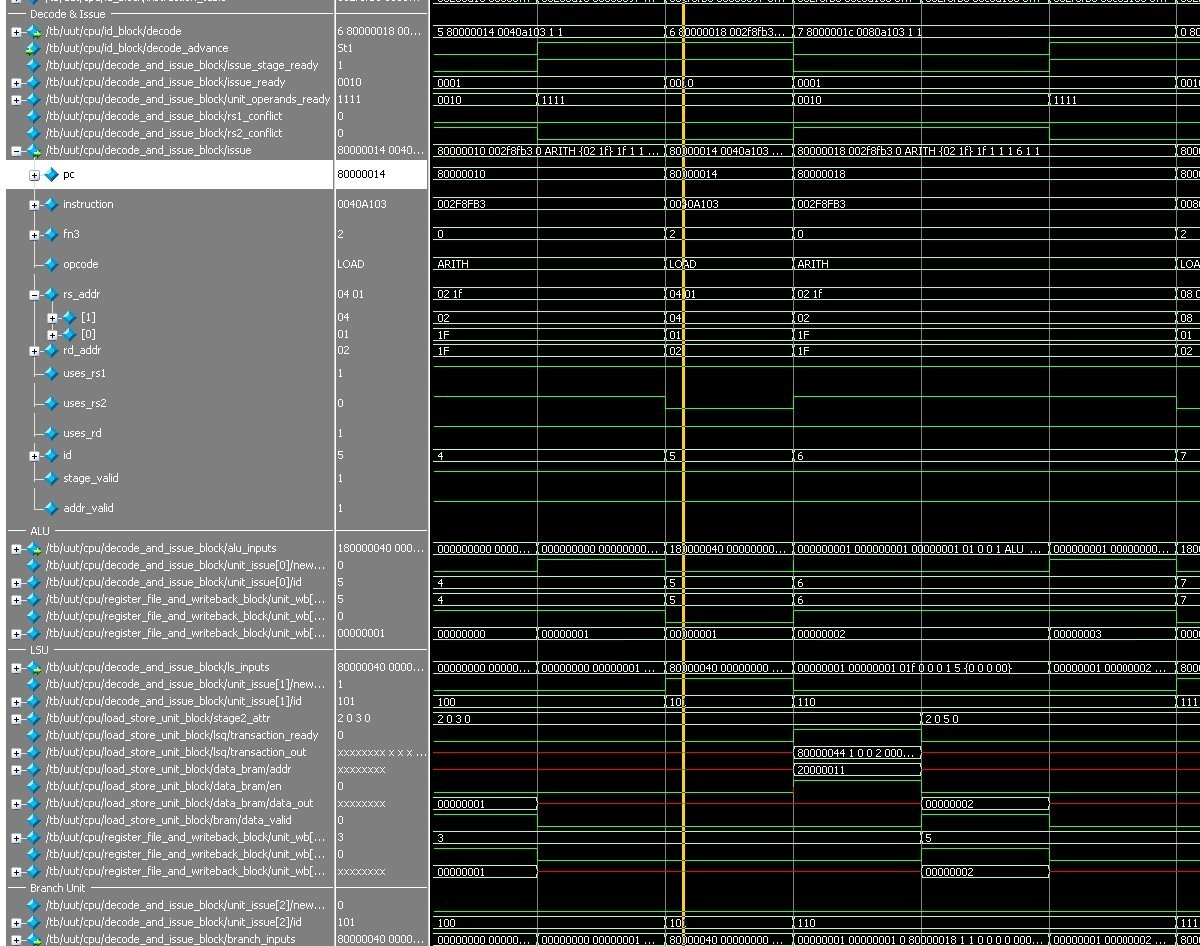 Decode & Issue
/tb/uut/cpu/id_block/decode 6 80000018 00... 5 80000014 0040a103 1 1 6 80000018 002f8fb3... 7 8000001c 0080a103 1 1 0 80
/tb/uut/cpu/id_block/decode_advance St1
/tb/uut/cpu/decode_and_issue_block/issue_stage_ready 1
/tb/uut/cpu/decode_and_issue_block/issue_ready 0010 0001 0010 0001 0010
/tb/uut/cpu/decode_and_issue_block/unit_operands_ready 1111 0010 1111 0010 1111
/tb/uut/cpu/decode_and_issue_block/rs1_conflict 0
/tb/uut/cpu/decode_and_issue_block/rs2_conflict 0
/tb/uut/cpu/decode_and_issue_block/issue 80000014 0040... 80000010 002f8fb3 0 ARITH {02 1f} 1f 1 1 ... 80000014 0040a103 ... 80000018 002f8fb3 0 ARITH {02 1f} 1f 1 1 1 6 1 1 800
pc 80000014 80000010 80000014 80000018 800
instruction 0040A103 002F8FB3 0040A103 002F8FB3 008
fn3 2 0 2 0 2
opcode LOAD ARITH LOAD ARITH LOA
rs_addr 04 01 02 1f 04 01 02 1f 08 0
[1] 04 02 04 02 08
[0] 01 1F 01 1F 01
rd_addr 02 1F 02 1F 02
uses_rs1 1
uses_rs2 0
uses_rd 1
id 5 4 5 6 7
stage_valid 1
addr_valid 1
ALU
/tb/uut/cpu/decode_and_issue_block/alu_inputs 180000040 000... 000000000 0000... 000000000 00000000... 180000040 00000000... 000000001 000000001 00000001 01 0 0 1 ALU ... 000000001 00000000... 1800
/tb/uut/cpu/decode_and_issue_block/unit_issue[0]/new... 0
/tb/uut/cpu/decode_and_issue_block/unit_issue[0]/id 5 4 5 6 7
/tb/uut/cpu/register_file_and_writeback_block/unit_wb[... 5 4 5 6 7
/tb/uut/cpu/register_file_and_writeback_block/unit_wb[... 0
/tb/uut/cpu/register_file_and_writeback_block/unit_wb[... 00000001 00000000 00000001 00000001 00000002 00000003 0000
LSU
/tb/uut/cpu/decode_and_issue_block/ls_inputs 80000040 0000... 00000000 00000... 00000000 00000001 ... 80000040 00000000 ... 00000001 00000001 01f 0 0 0 1 5 {0 0 0 00} 00000001 00000002 ... 8000
/tb/uut/cpu/decode_and_issue_block/unit_issue[1]/new... 1
/tb/uut/cpu/decode_and_issue_block/unit_issue[1]/id 101 100 101 110 111
/tb/uut/cpu/load_store_unit_block/stage2_attr 2 0 3 0 2 0 3 0 2 0 5 0
/tb/uut/cpu/load_store_unit_block/lsq/transaction_ready 0
/tb/uut/cpu/load_store_unit_block/lsq/transaction_out xxxxxxxx x x x ... 80000044 1 0 0 2 000...
/tb/uut/cpu/load_store_unit_block/data_bram/addr xxxxxxxx 20000011
/tb/uut/cpu/load_store_unit_block/data_bram/en 0
/tb/uut/cpu/load_store_unit_block/data_bram/data_out xxxxxxxx 00000001 00000002
/tb/uut/cpu/load_store_unit_block/bram/data_valid 0
/tb/uut/cpu/register_file_and_writeback_block/unit_wb[... 3 3 5
/tb/uut/cpu/register_file_and_writeback_block/unit_wb[... 0
/tb/uut/cpu/register_file_and_writeback_block/unit_wb[... xxxxxxxx 00000001 00000002
Branch Unit
/tb/uut/cpu/decode_and_issue_block/unit_issue[2]/new... 0
/tb/uut/cpu/decode_and_issue_block/unit_issue[2]/id 101 100 101 110 111
/tb/uut/cpu/decode_and_issue_block/branch_inputs 80000040 0000... 00000000 00000... 00000000 00000001 ... 80000040 00000000 ...